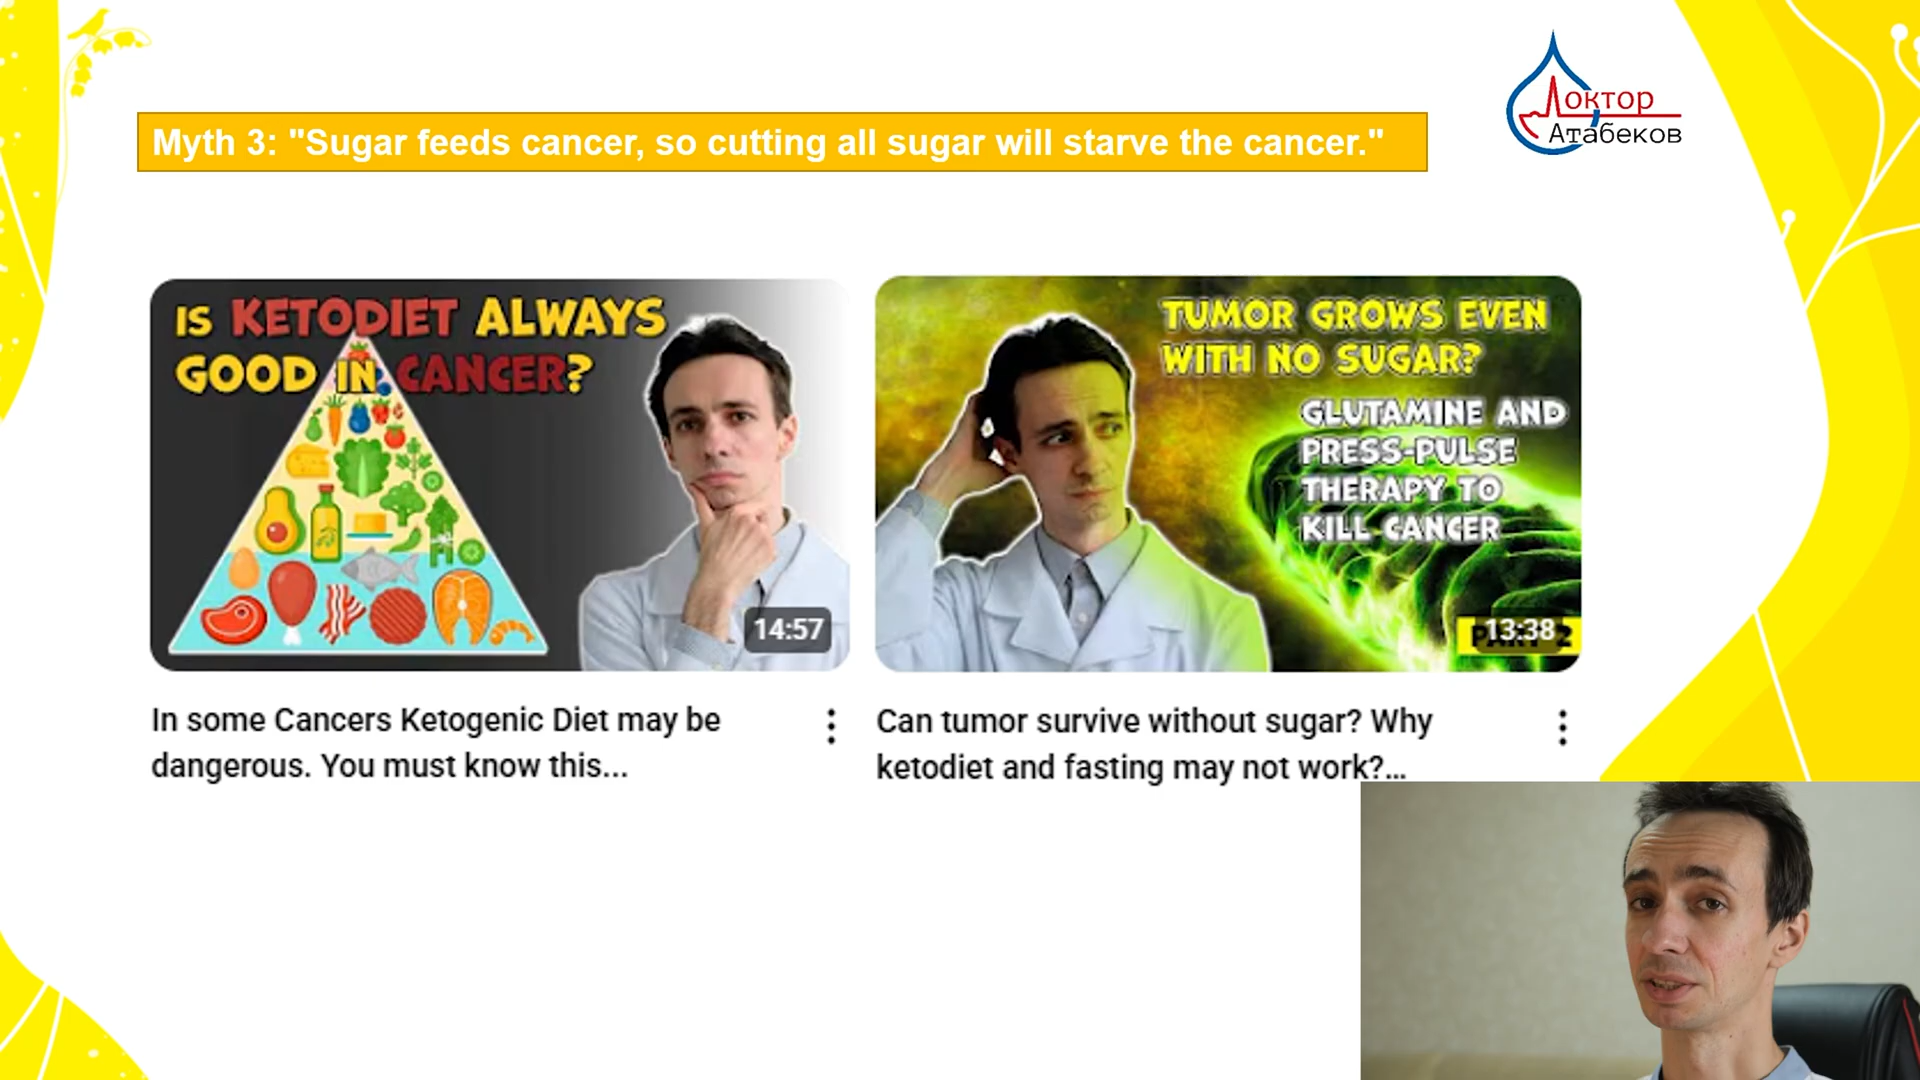 Доктор
Атабеков
Myth 3: "Sugar feeds cancer, so cutting all sugar will starve the cancer."
IS KETODIET ALWAYS
GOOD IN CANCER?
14:57
TUMOR GROWS EVEN
WITH NO SUGAR?
GLUTAMINE AND
PRESS-PULSE
THERAPY TO
KILL CANCER
PART 2
13:38
In some Cancers Ketogenic Diet may be
dangerous. You must know this...
Can tumor survive without sugar? Why
ketodiet and fasting may not work?...